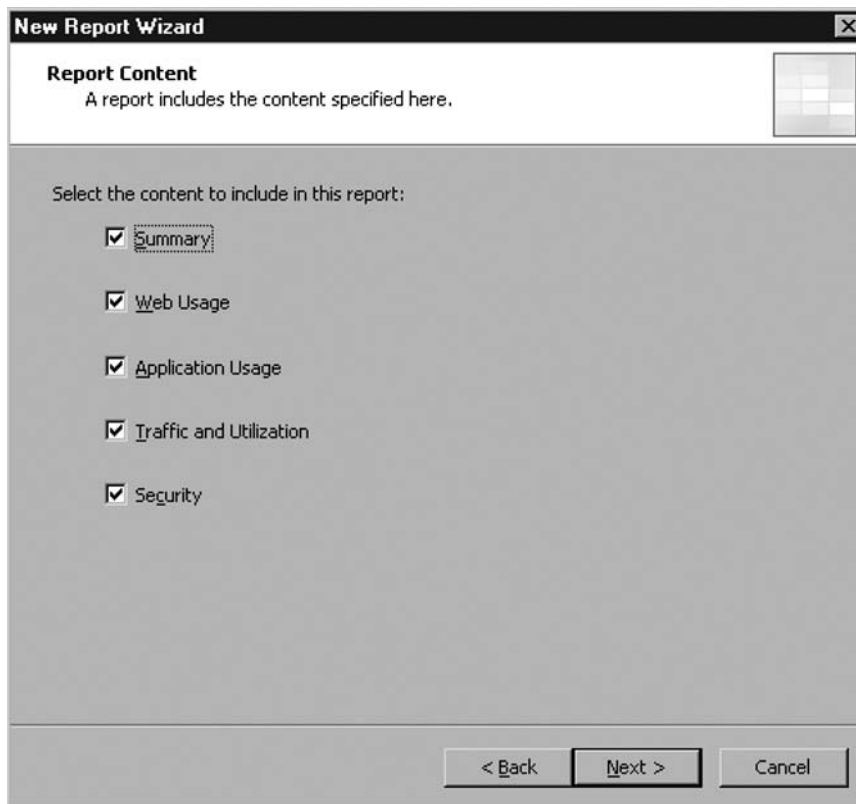 New Report Wizard
Report Content
A report includes the content specified here.
Select the content to include in this report:
Summary
Web Usage
Application Usage
Traffic and Utilization
Security
< Back
Next >
Cancel